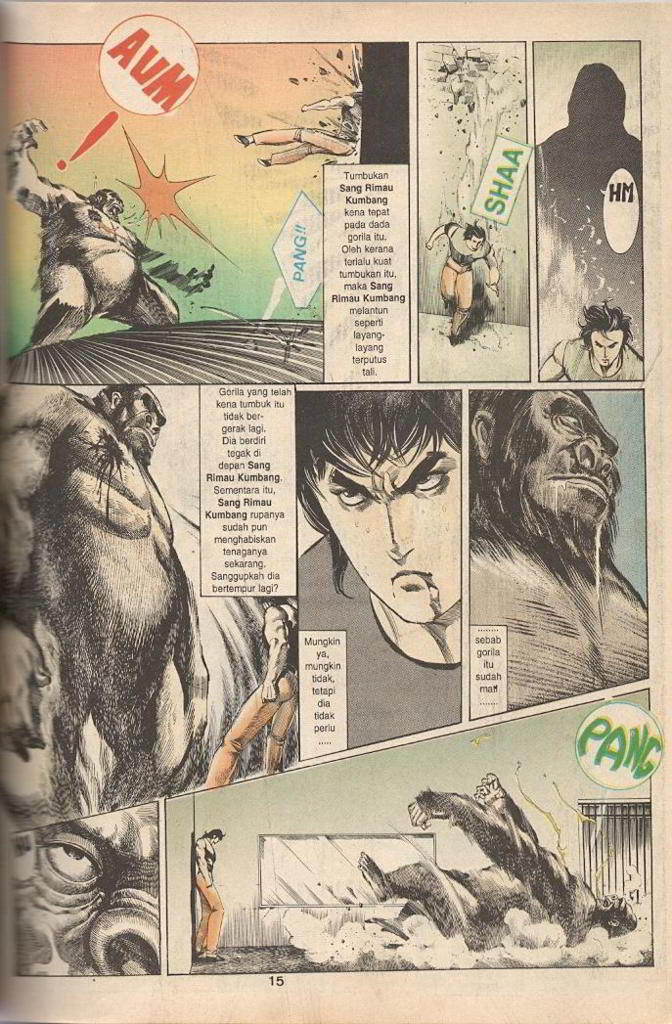 AUM
!
Tumbukan
Sang Rimau
Kumbang
kena tepat
pada dada
gorila itu.
Oleh kerana
terlalu kuat
tumbukan itu,
maka Sang
Rimau Kumbang
melantun
seperti
layang-
layang
terputus
tali.
PANG!!
SHAA
HM
Gorila yang telah
kena tumbuk itu
tidak ber-
gerak lagi.
Dia berdiri
tegak di
depan Sang
Rimau Kumbang.
Sementara itu,
Sang Rimau
Kumbang rupanya
sudah pun
menghabiskan
tenaganya
sekarang.
Sanggupkah dia
bertempur lagi?
Mungkin
ya,
mungkin
tidak,
tetapi
dia
tidak
perlu
.....
........
sebab
gorila
itu
sudah
mati!
PANG
15